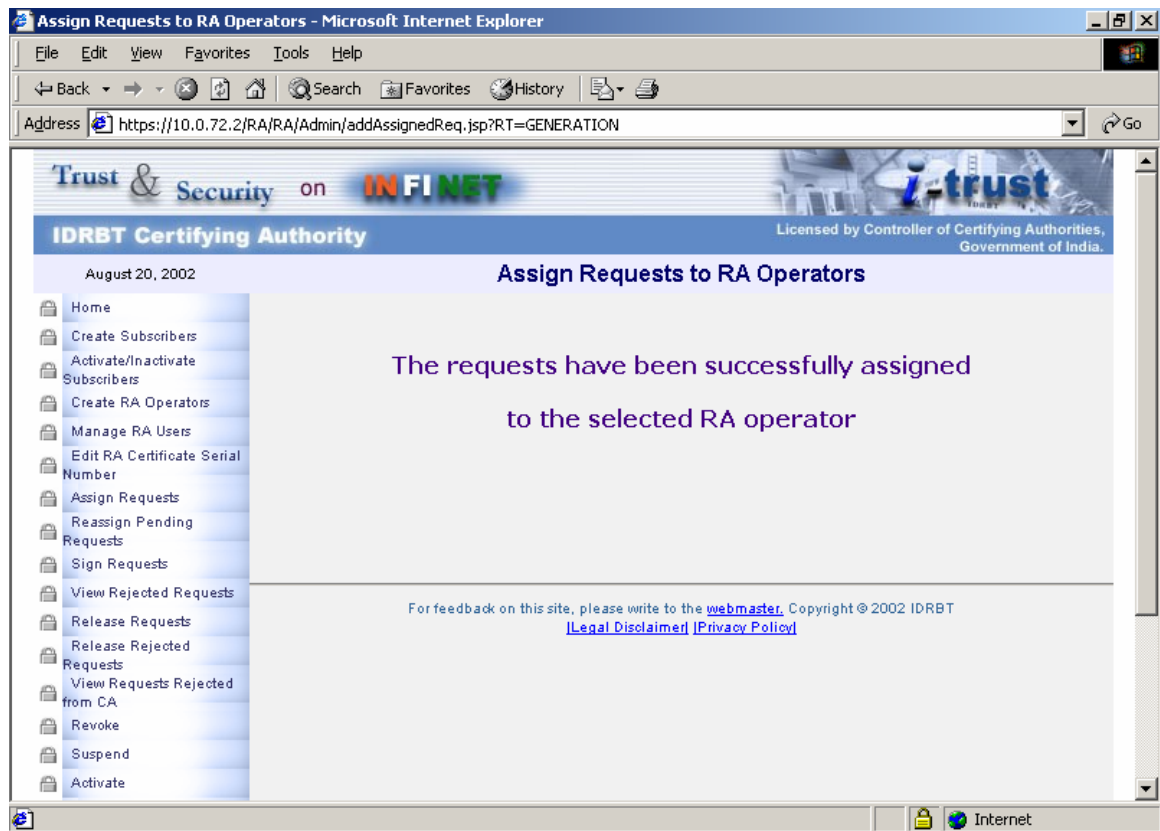 Assign Requests to RA Operators - Microsoft Internet Explorer
File Edit View Favorites Tools Help
Back Search Favorites History
Address https://10.0.72.2/RA/RA/Admin/addAssignedReq.jsp?RT=GENERATION Go
Trust & Security on INFINET i-trust
IDRBT
IDRBT Certifying Authority
Licensed by Controller of Certifying Authorities,
Government of India.
August 20, 2002
Assign Requests to RA Operators
Home
Create Subscribers
Activate/Inactivate
Subscribers
Create RA Operators
Manage RA Users
Edit RA Certificate Serial
Number
Assign Requests
Reassign Pending
Requests
Sign Requests
View Rejected Requests
Release Requests
Release Rejected
Requests
View Requests Rejected
from CA
Revoke
Suspend
Activate
The requests have been successfully assigned
to the selected RA operator
For feedback on this site, please write to the webmaster. Copyright © 2002 IDRBT
|Legal Disclaimer| |Privacy Policy|
Internet